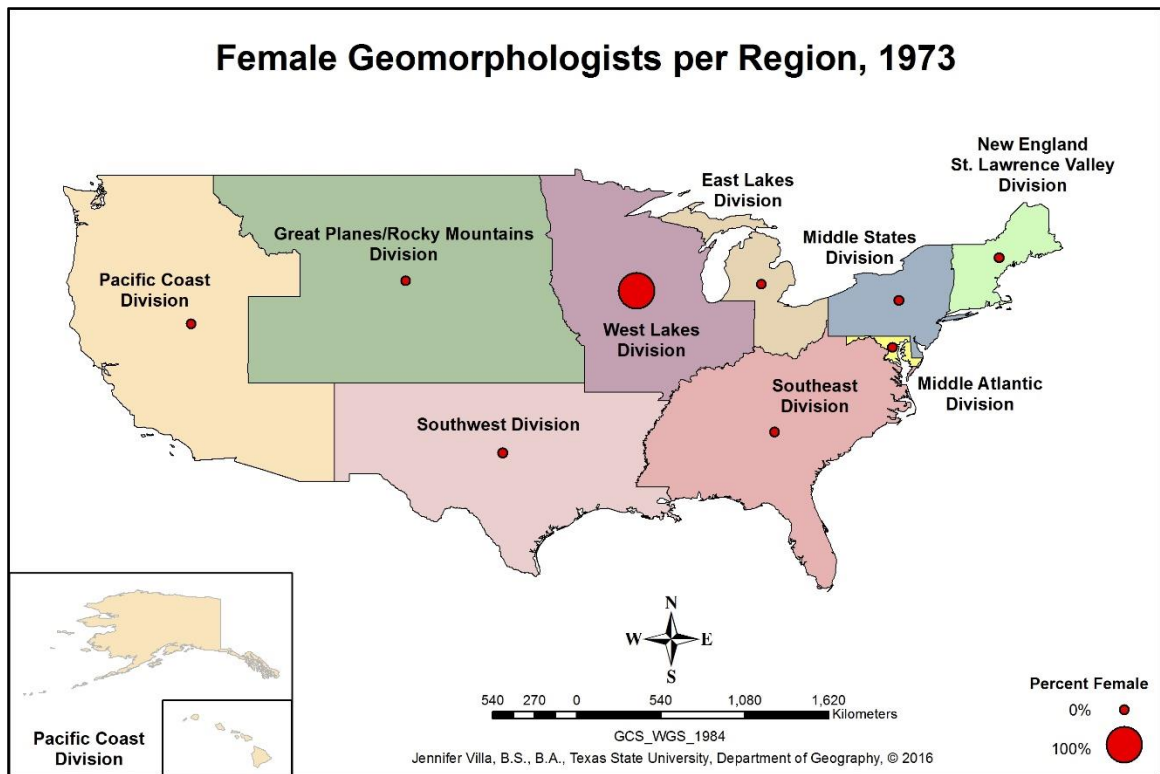 Female Geomorphologists per Region, 1973
New England
St. Lawrence Valley
Division
East Lakes
Division
Middle States
Division
Great Planes/Rocky Mountains
Division
Pacific Coast
Division
West Lakes
Division
Southeast
Division
Middle Atlantic
Division
Southwest Division
N
W E
S
540 270 0 540 1,080 1,620
Kilometers
GCS_WGS_1984
Jennifer Villa, B.S., B.A., Texas State University, Department of Geography, © 2016
Pacific Coast
Division
Percent Female
0%
100%